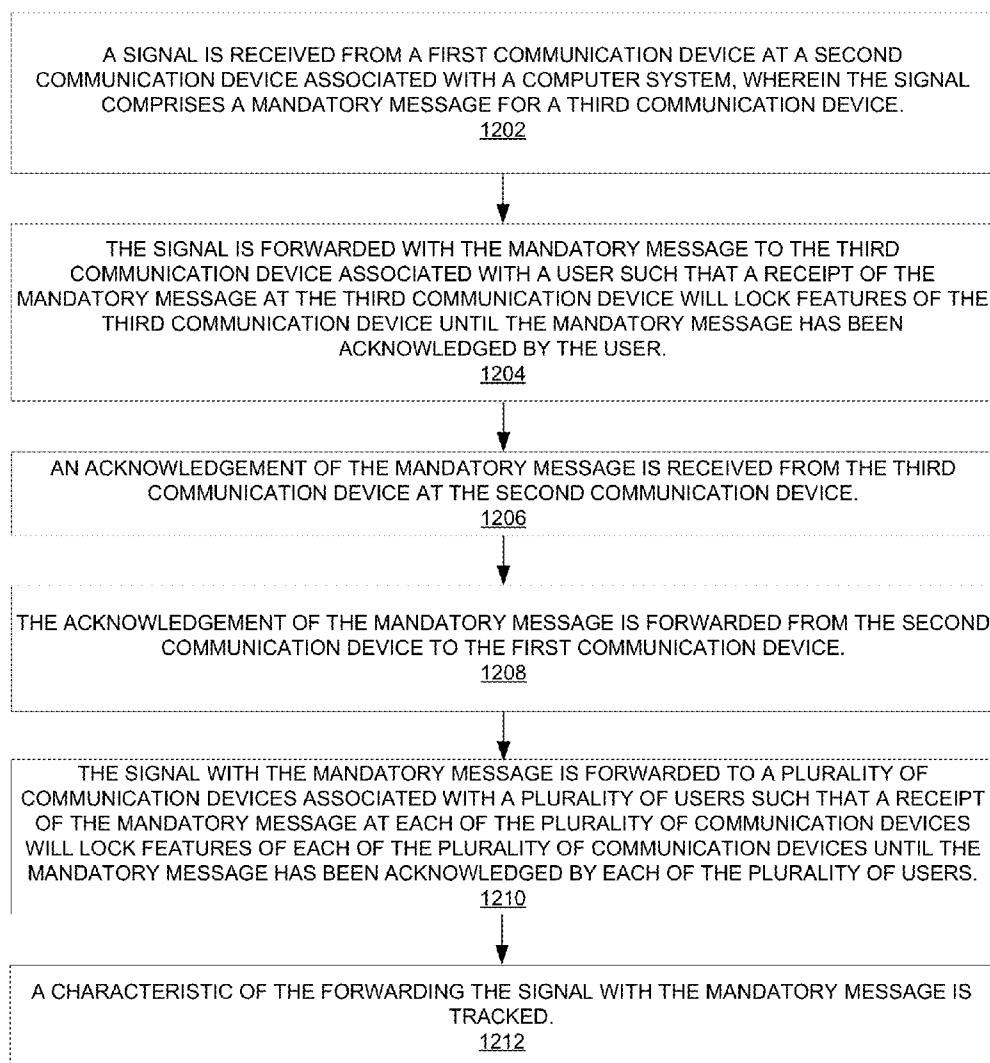 A SIGNAL IS RECEIVED FROM A FIRST COMMUNICATION DEVICE AT A SECOND
COMMUNICATION DEVICE ASSOCIATED WITH A COMPUTER SYSTEM, WHEREIN THE SIGNAL
COMPRISES A MANDATORY MESSAGE FOR A THIRD COMMUNICATION DEVICE.
1202
THE SIGNAL IS FORWARDED WITH THE MANDATORY MESSAGE TO THE THIRD
COMMUNICATION DEVICE ASSOCIATED WITH A USER SUCH THAT A RECEIPT OF THE
MANDATORY MESSAGE AT THE THIRD COMMUNICATION DEVICE WILL LOCK FEATURES OF THE
THIRD COMMUNICATION DEVICE UNTIL THE MANDATORY MESSAGE HAS BEEN
ACKNOWLEDGED BY THE USER.
1204
AN ACKNOWLEDGEMENT OF THE MANDATORY MESSAGE IS RECEIVED FROM THE THIRD
COMMUNICATION DEVICE AT THE SECOND COMMUNICATION DEVICE.
1206
THE ACKNOWLEDGEMENT OF THE MANDATORY MESSAGE IS FORWARDED FROM THE SECOND
COMMUNICATION DEVICE TO THE FIRST COMMUNICATION DEVICE.
1208
THE SIGNAL WITH THE MANDATORY MESSAGE IS FORWARDED TO A PLURALITY OF
COMMUNICATION DEVICES ASSOCIATED WITH A PLURALITY OF USERS SUCH THAT A RECEIPT
OF THE MANDATORY MESSAGE AT EACH OF THE PLURALITY OF COMMUNICATION DEVICES
WILL LOCK FEATURES OF EACH OF THE PLURALITY OF COMMUNICATION DEVICES UNTIL THE
MANDATORY MESSAGE HAS BEEN ACKNOWLEDGED BY EACH OF THE PLURALITY OF USERS.
1210
A CHARACTERISTIC OF THE FORWARDING THE SIGNAL WITH THE MANDATORY MESSAGE IS
TRACKED.
1212